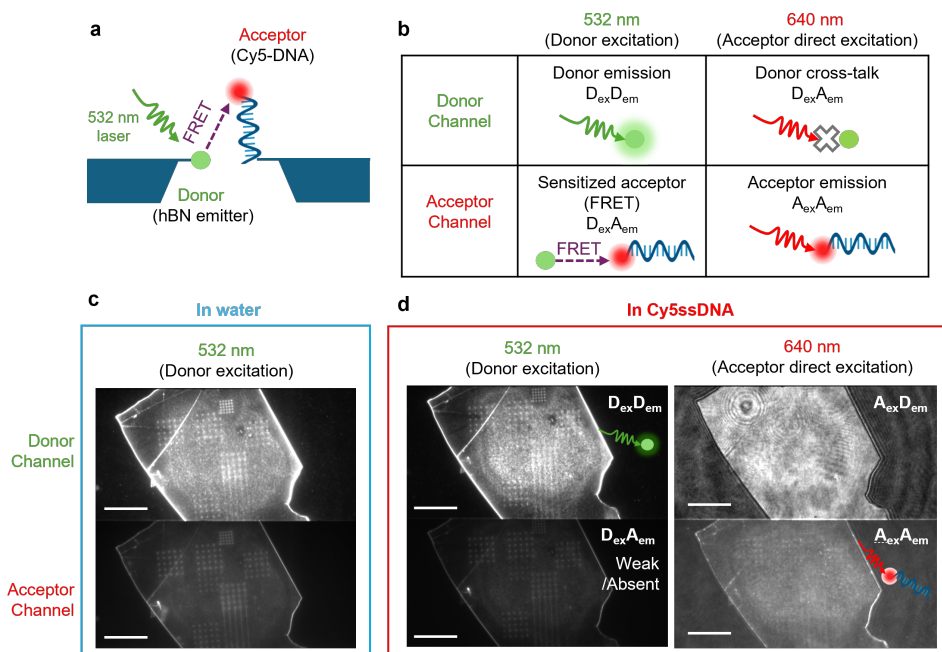 a
Acceptor
(Cy5-DNA)
532 nm
laser
FRET
Donor
(hBN emitter)
b
532 nm
(Donor excitation)
640 nm
(Acceptor direct excitation)
Donor
Channel
Donor emission
DexDem
Donor cross-talk
DexAem
Acceptor
Channel
Sensitized acceptor
(FRET)
DexAem
FRET
Acceptor emission
AexAem
c
In water
532 nm
(Donor excitation)
Donor
Channel
Acceptor
Channel
d
In Cy5ssDNA
532 nm
(Donor excitation)
640 nm
(Acceptor direct excitation)
DexDem
AexDem
DexAem
Weak
/Absent
AexAem